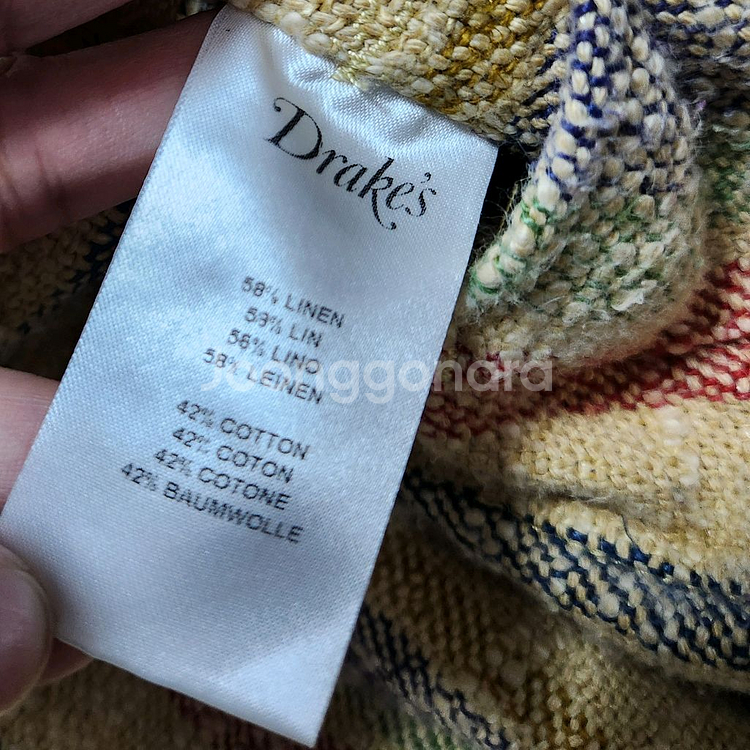 Drake's
58% LINEN
58% LIN
58% LINO
58% LEINEN
Joonggonara
42% COTTON
42% COTON
42% COTONE
42% BAUMWOLLE